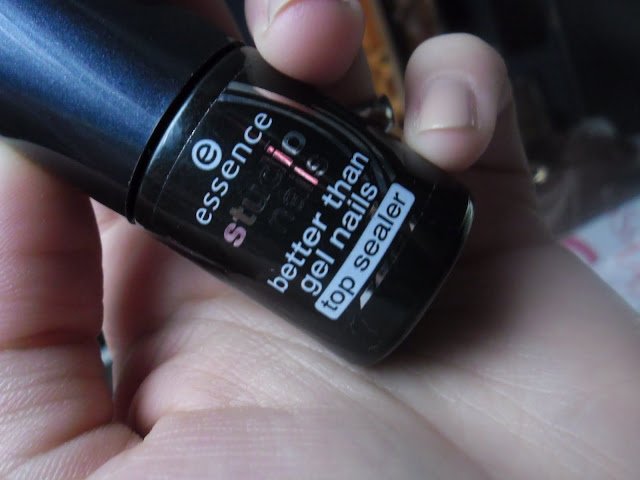 e
essence
studio
nails
better than
gel nails
top sealer